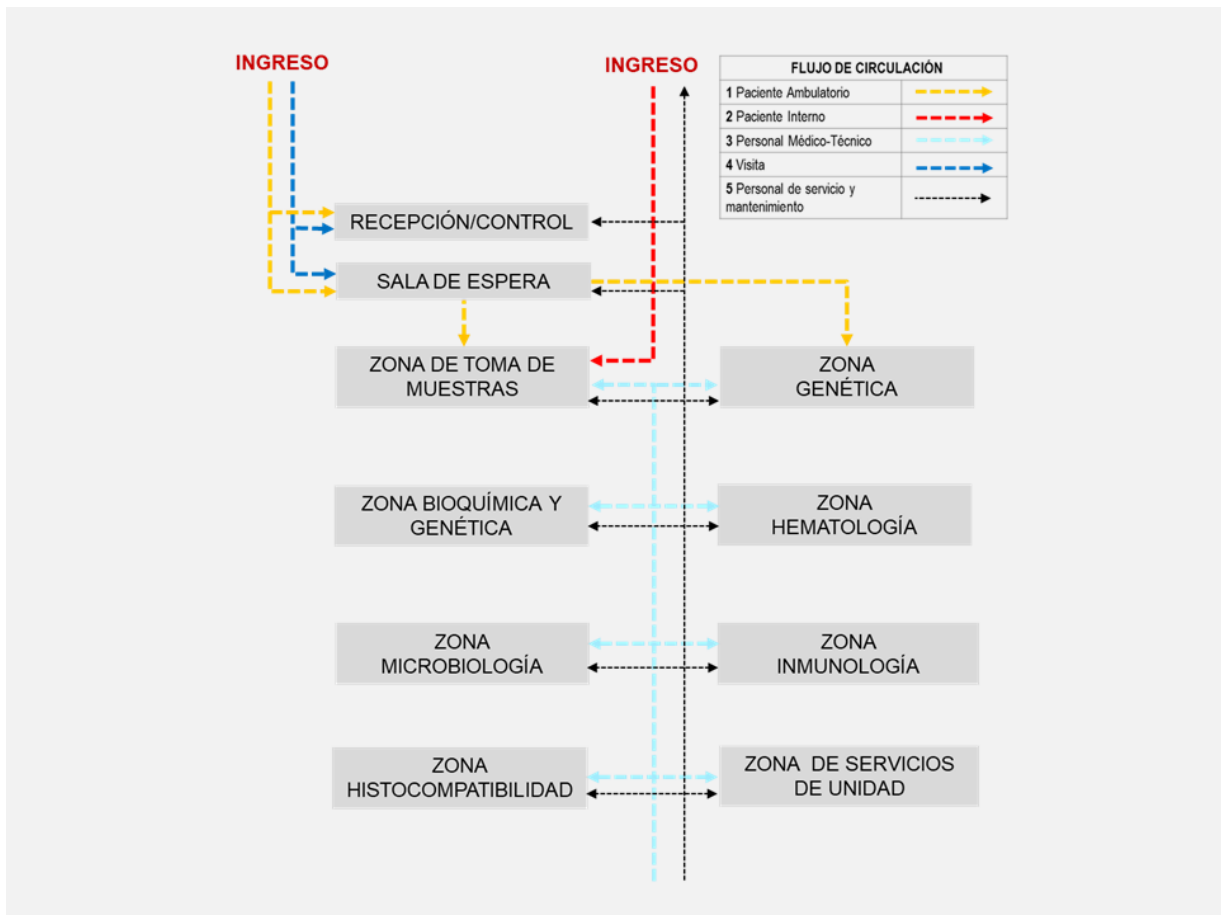 INGRESO
INGRESO
FLUJO DE CIRCULACIÓN
1 Paciente Ambulatorio
2 Paciente Interno
3 Personal Médico-Técnico
4 Visita
5 Personal de servicio y
mantenimiento
RECEPCIÓN/CONTROL
SALA DE ESPERA
ZONA DE TOMA DE
MUESTRAS
ZONA
GENÉTICA
ZONA BIOQUÍMICA Y
GENÉTICA
ZONA
HEMATOLOGÍA
ZONA
MICROBIOLOGÍA
ZONA
INMUNOLOGÍA
ZONA
HISTOCOMPATIBILIDAD
ZONA DE SERVICIOS
DE UNIDAD